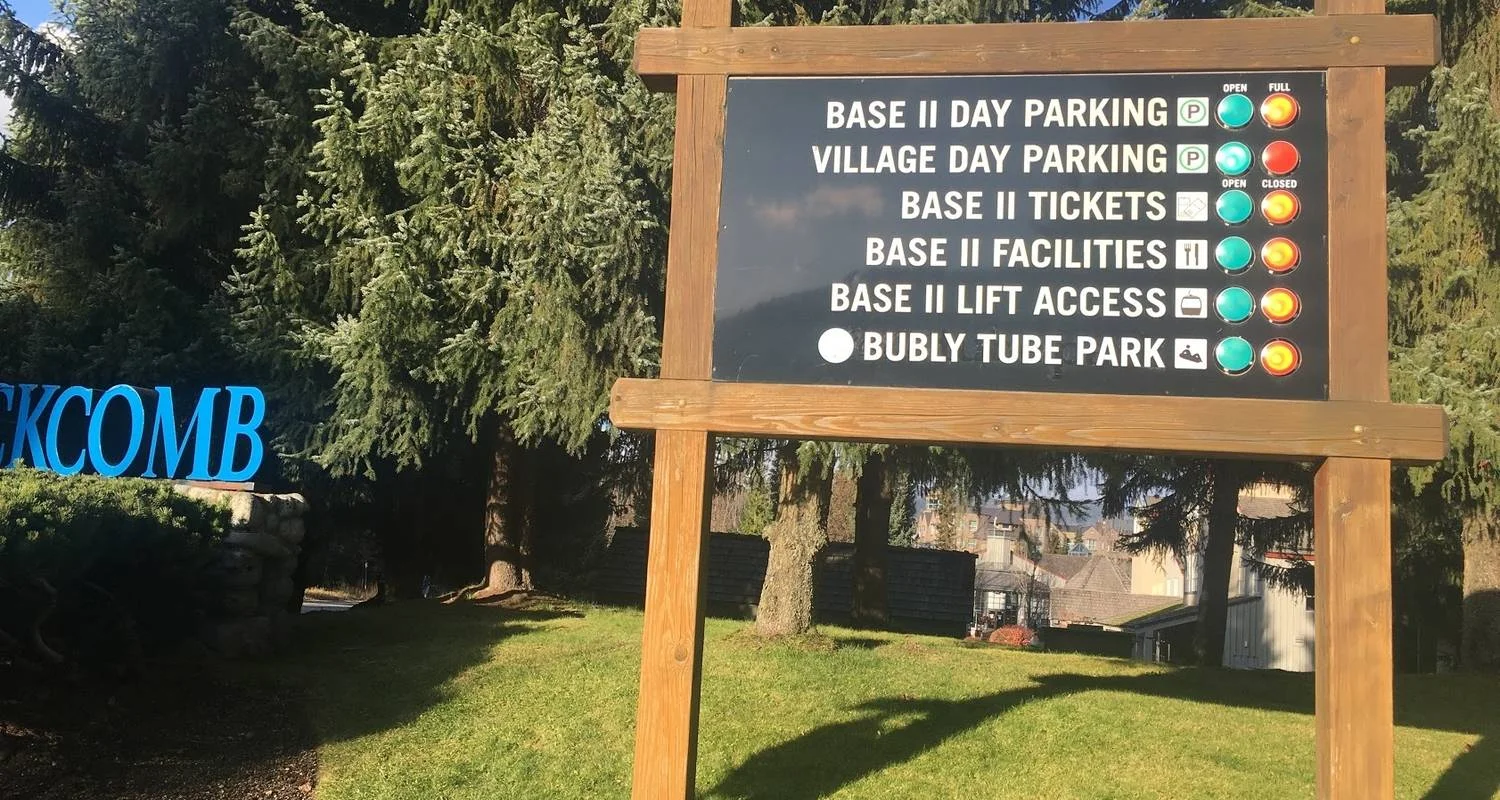 OPEN FULL
BASE II DAY PARKING P
VILLAGE DAY PARKING P
OPEN CLOSED
BASE II TICKETS
BASE II FACILITIES
BASE II LIFT ACCESS
BUBLY TUBE PARK
CKCOMB